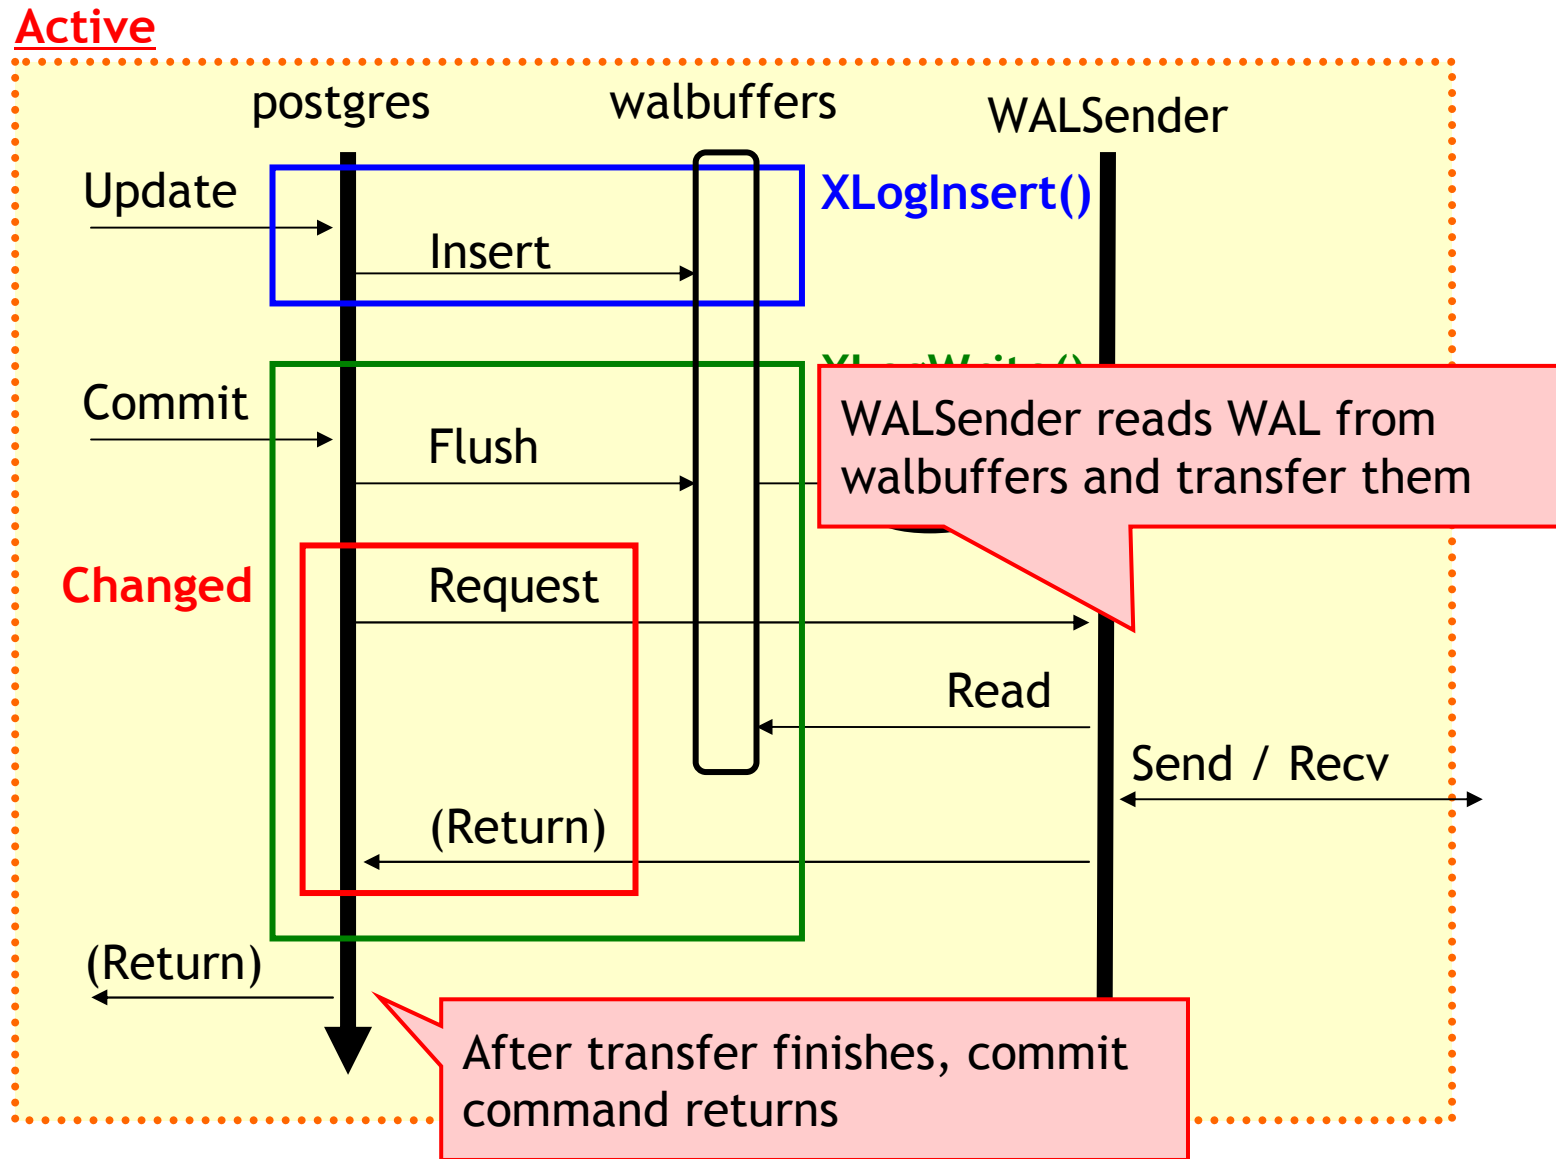 Active
postgres
walbuffers
WALSender
Update
XLogInsert()
Insert
Commit
WALSender reads WAL from
walbuffers and transfer them
Flush
Changed
Request
Read
Send / Recv
(Return)
(Return)
After transfer finishes, commit
command returns